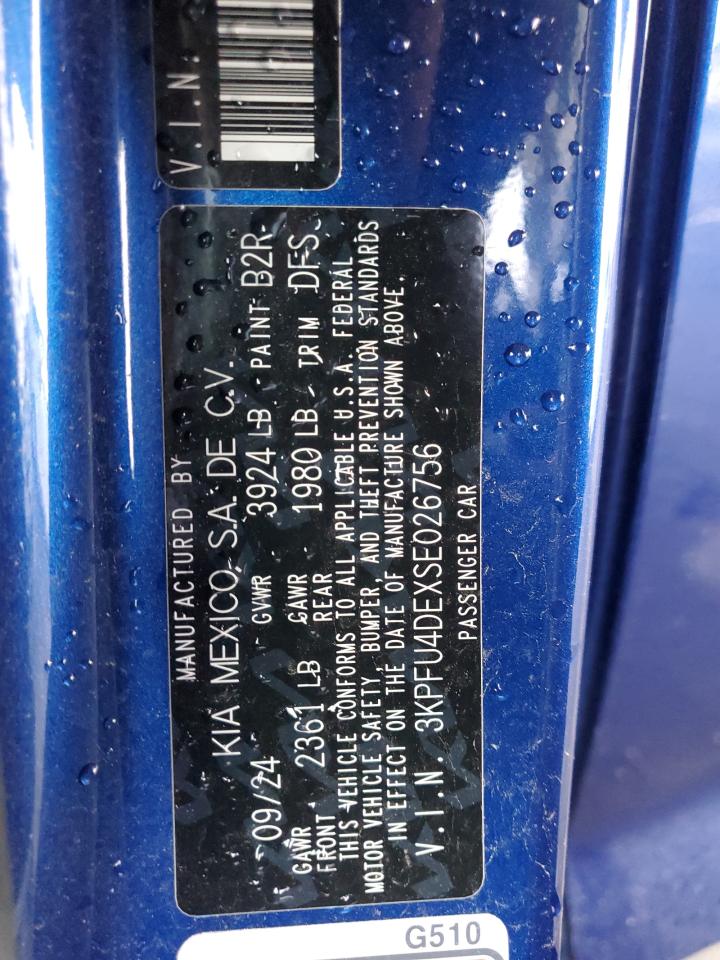 V.I.N.
MANUFACTURED BY
KIA MEXICO, S.A. DE C.V.
09/24 GVWR 3924 LB PAINT B2R
GAWR FRONT 2361 LB GAWR REAR 1980 LB TRIM DFS
THIS VEHICLE CONFORMS TO ALL APPLICABLE U.S.A. FEDERAL
MOTOR VEHICLE SAFETY, BUMPER, AND THEFT PREVENTION STANDARDS
IN EFFECT ON THE DATE OF MANUFACTURE SHOWN ABOVE.
V.I.N. 3KPFU4DEXSE026756
PASSENGER CAR
G510